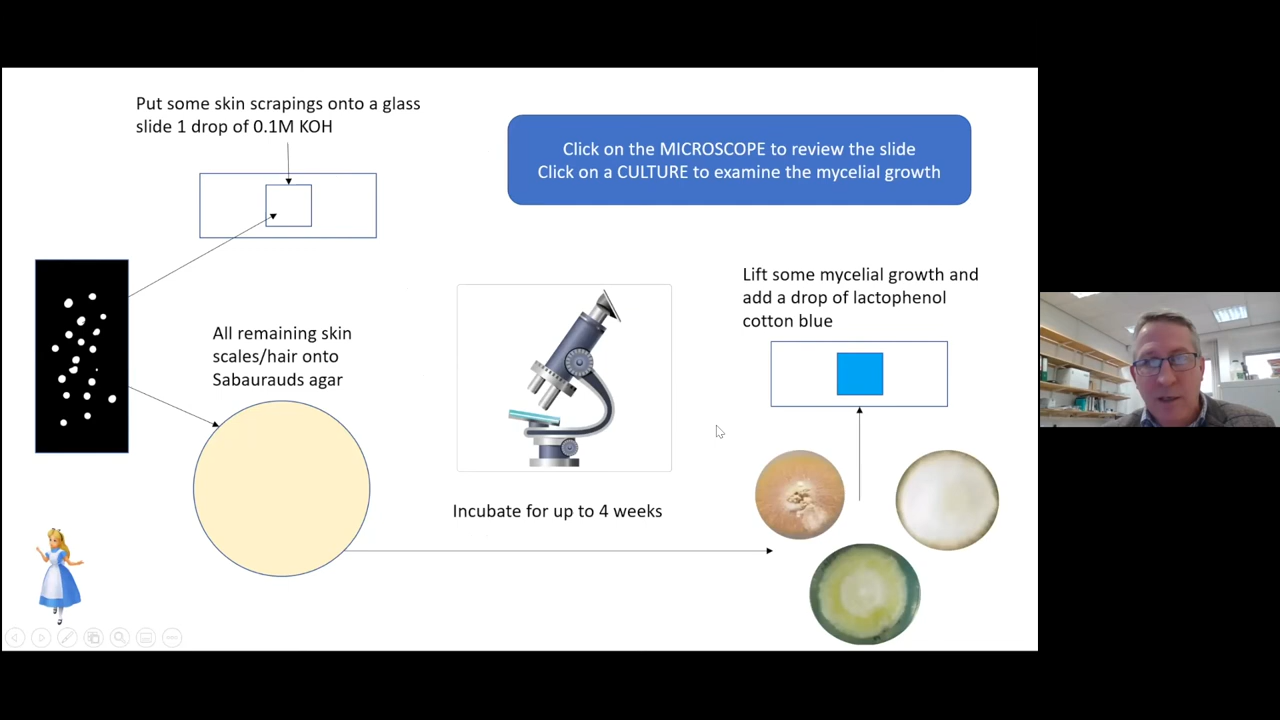 Put some skin scrapings onto a glass
slide 1 drop of 0.1M KOH
Click on the MICROSCOPE to review the slide
Click on a CULTURE to examine the mycelial growth
Lift some mycelial growth and
add a drop of lactophenol
cotton blue
All remaining skin
scales/hair onto
Sabaurauds agar
Incubate for up to 4 weeks